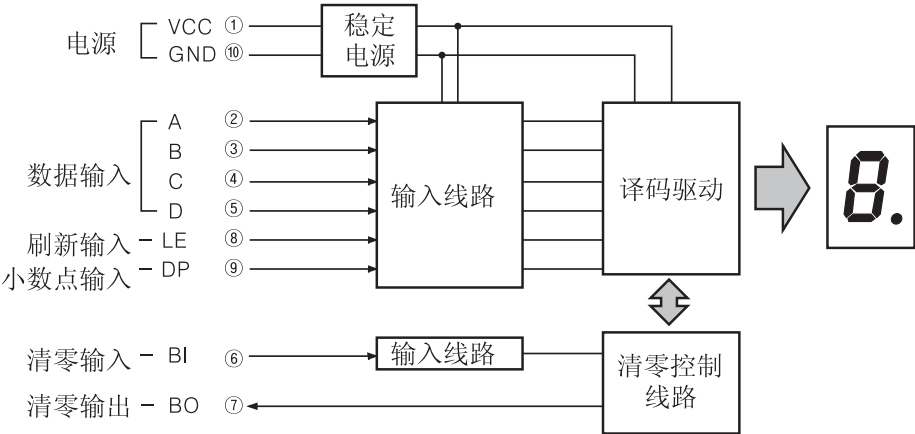 电源
VCC ①
GND ⑩
稳定
电源
数据输入
A ②
B ③
C ④
D ⑤
刷新输入 – LE ⑧
小数点输入 – DP ⑨
输入线路
译码驱动
8.
清零输入 – BI ⑥
输入线路
清零控制
线路
清零输出 – BO ⑦